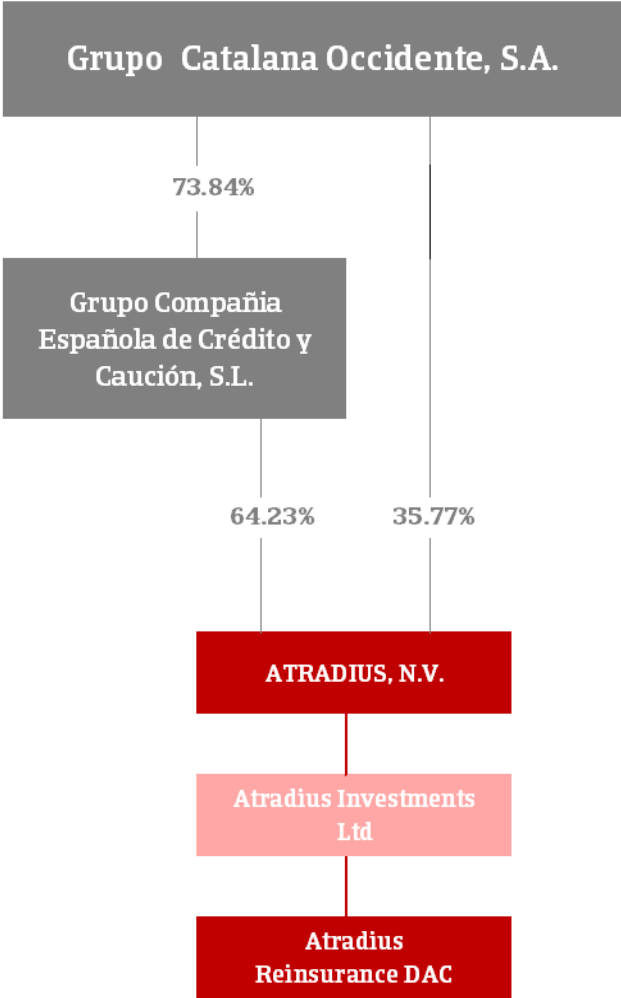 Grupo Catalana Occidente, S.A.
73.84%
Grupo Compañia
Española de Crédito y
Caución, S.L.
64.23% 35.77%
ATRADIUS, N.V.
Atradius Investments
Ltd
Atradius
Reinsurance DAC